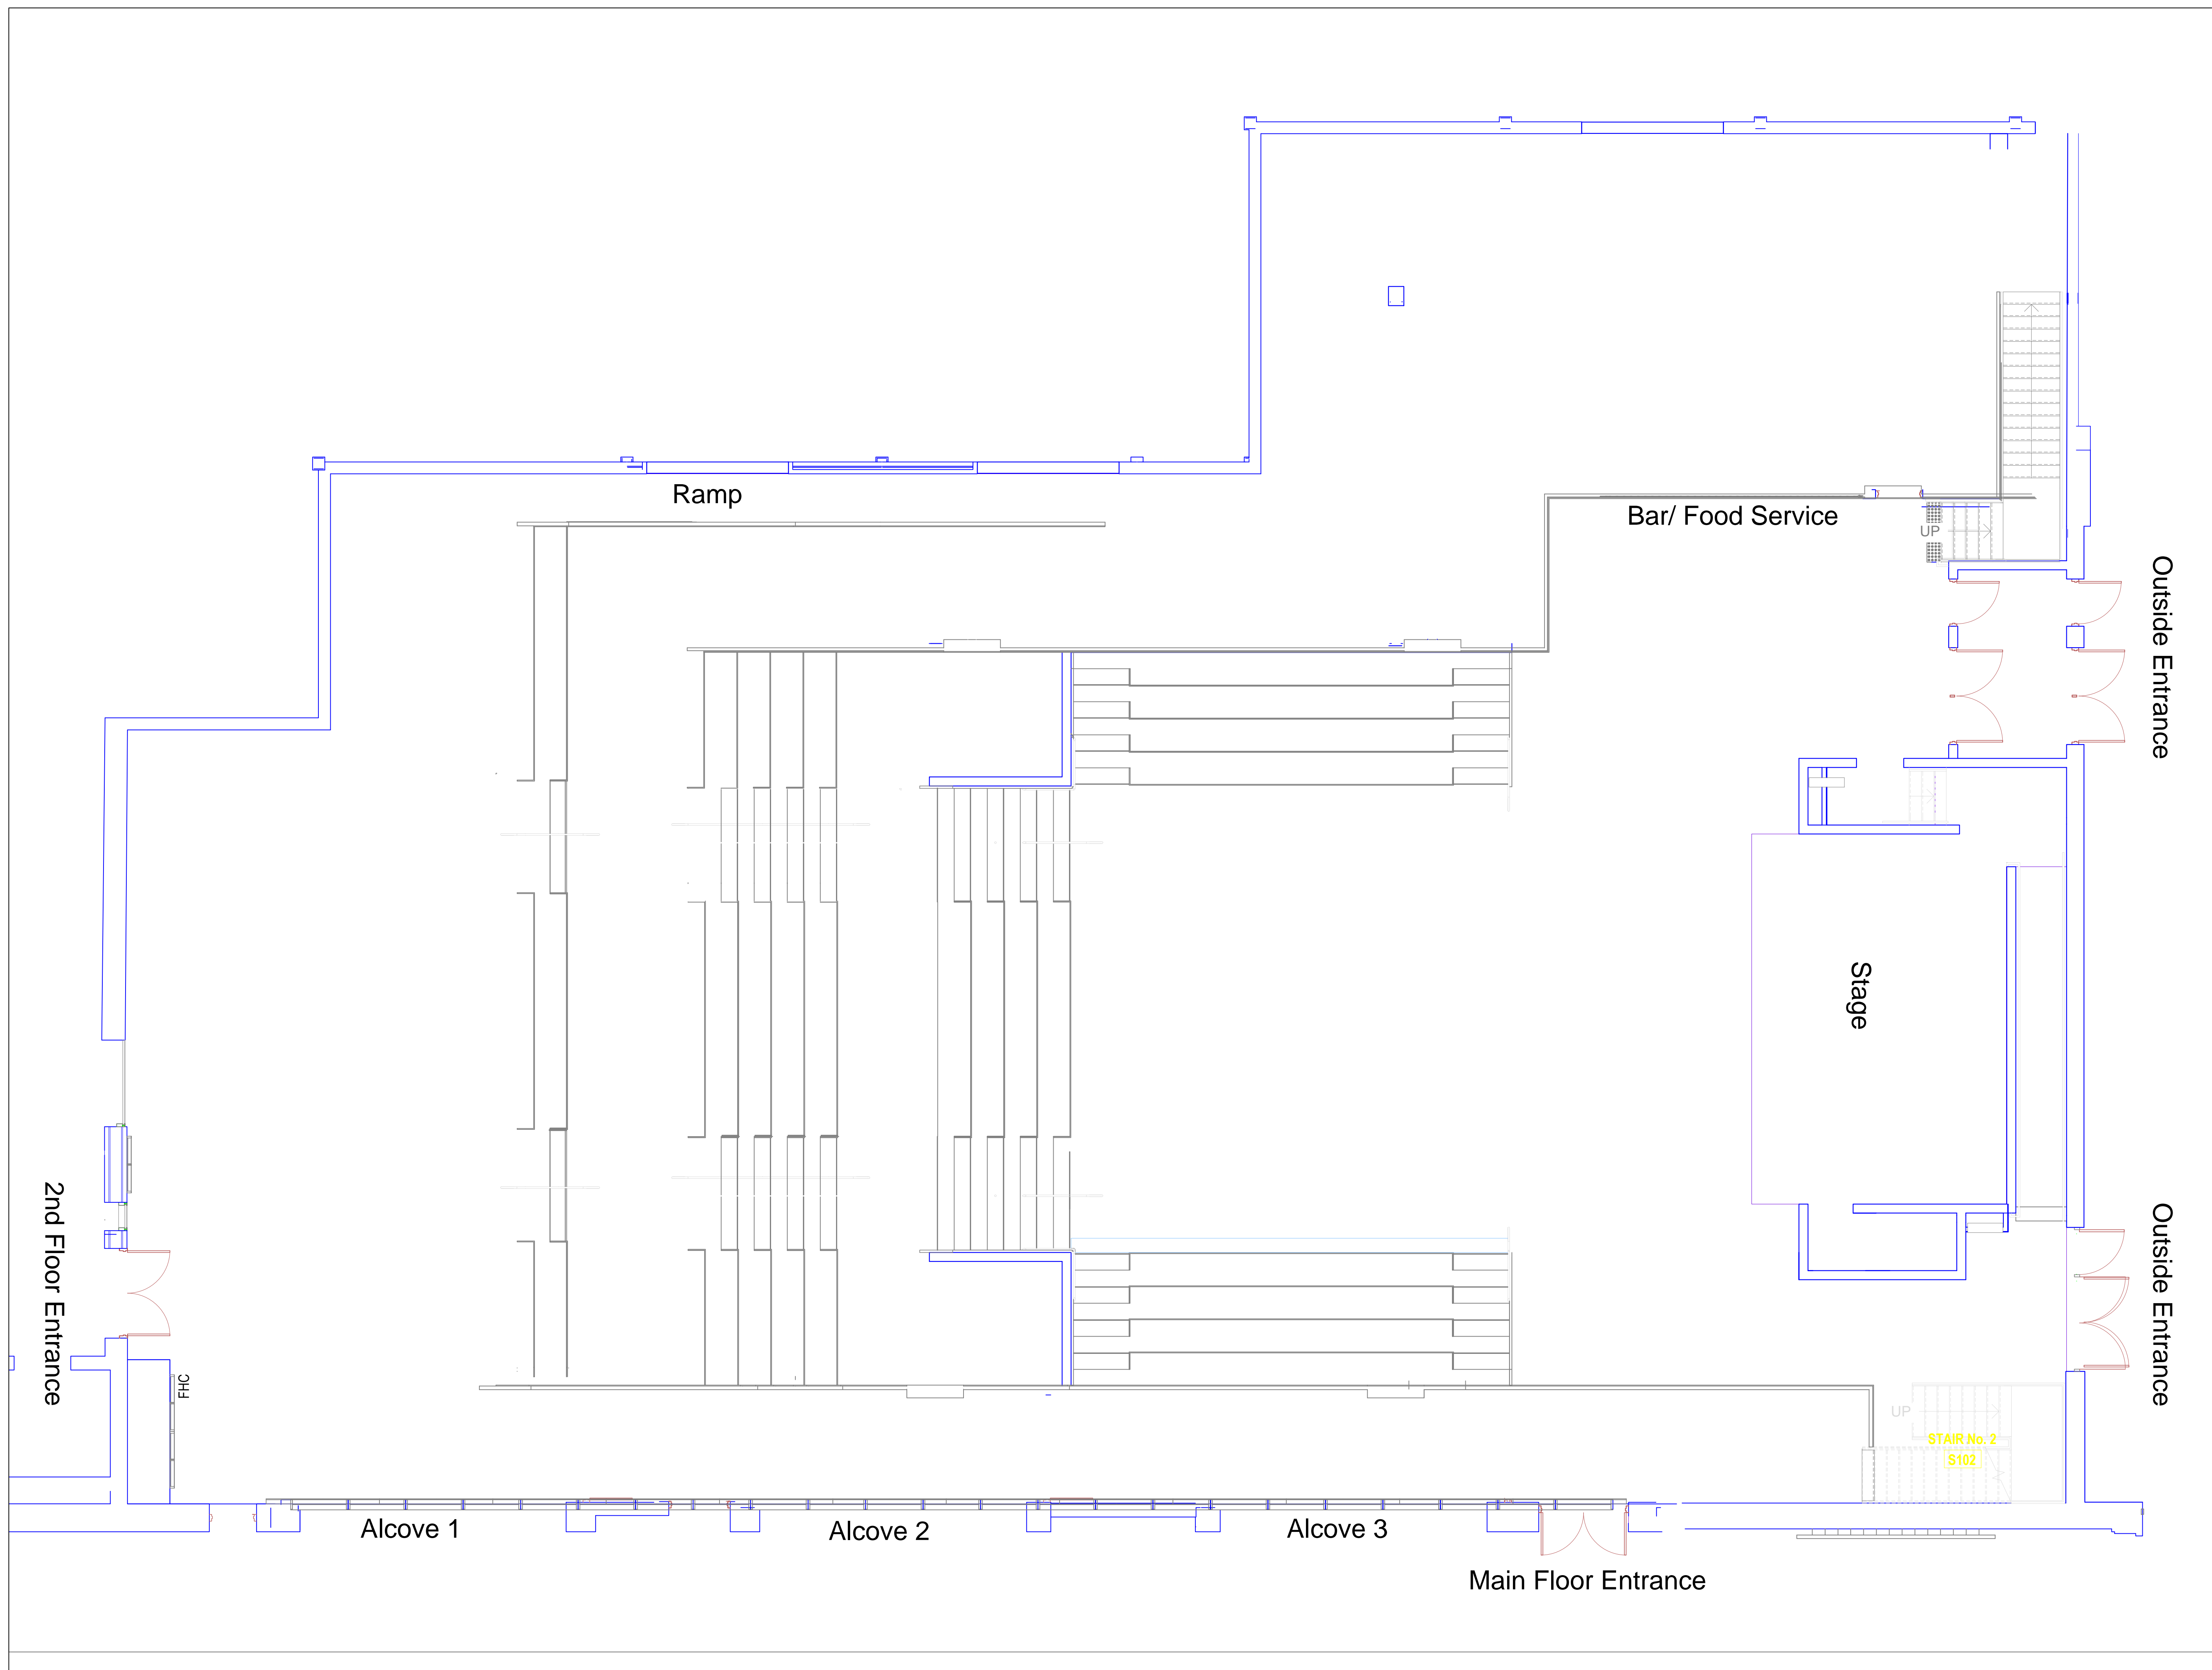 Ramp
Bar/ Food Service
UP
Outside Entrance
Stage
2nd Floor Entrance
Outside Entrance
FHC
UP
STAIR No. 2
S102
Alcove 1
Alcove 2
Alcove 3
Main Floor Entrance